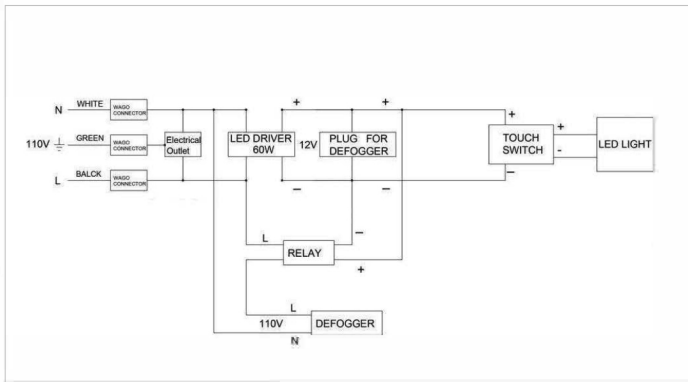 N WHITE WAGO CONNECTOR
110V GREEN WAGO CONNECTOR
L BALCK WAGO CONNECTOR
Electrical Outlet
LED DRIVER 60W
+ +
12V
PLUG FOR DEFOGGER
− −
+
TOUCH SWITCH
−
+
-
LED LIGHT
L
RELAY
−
+
L
110V
DEFOGGER
N